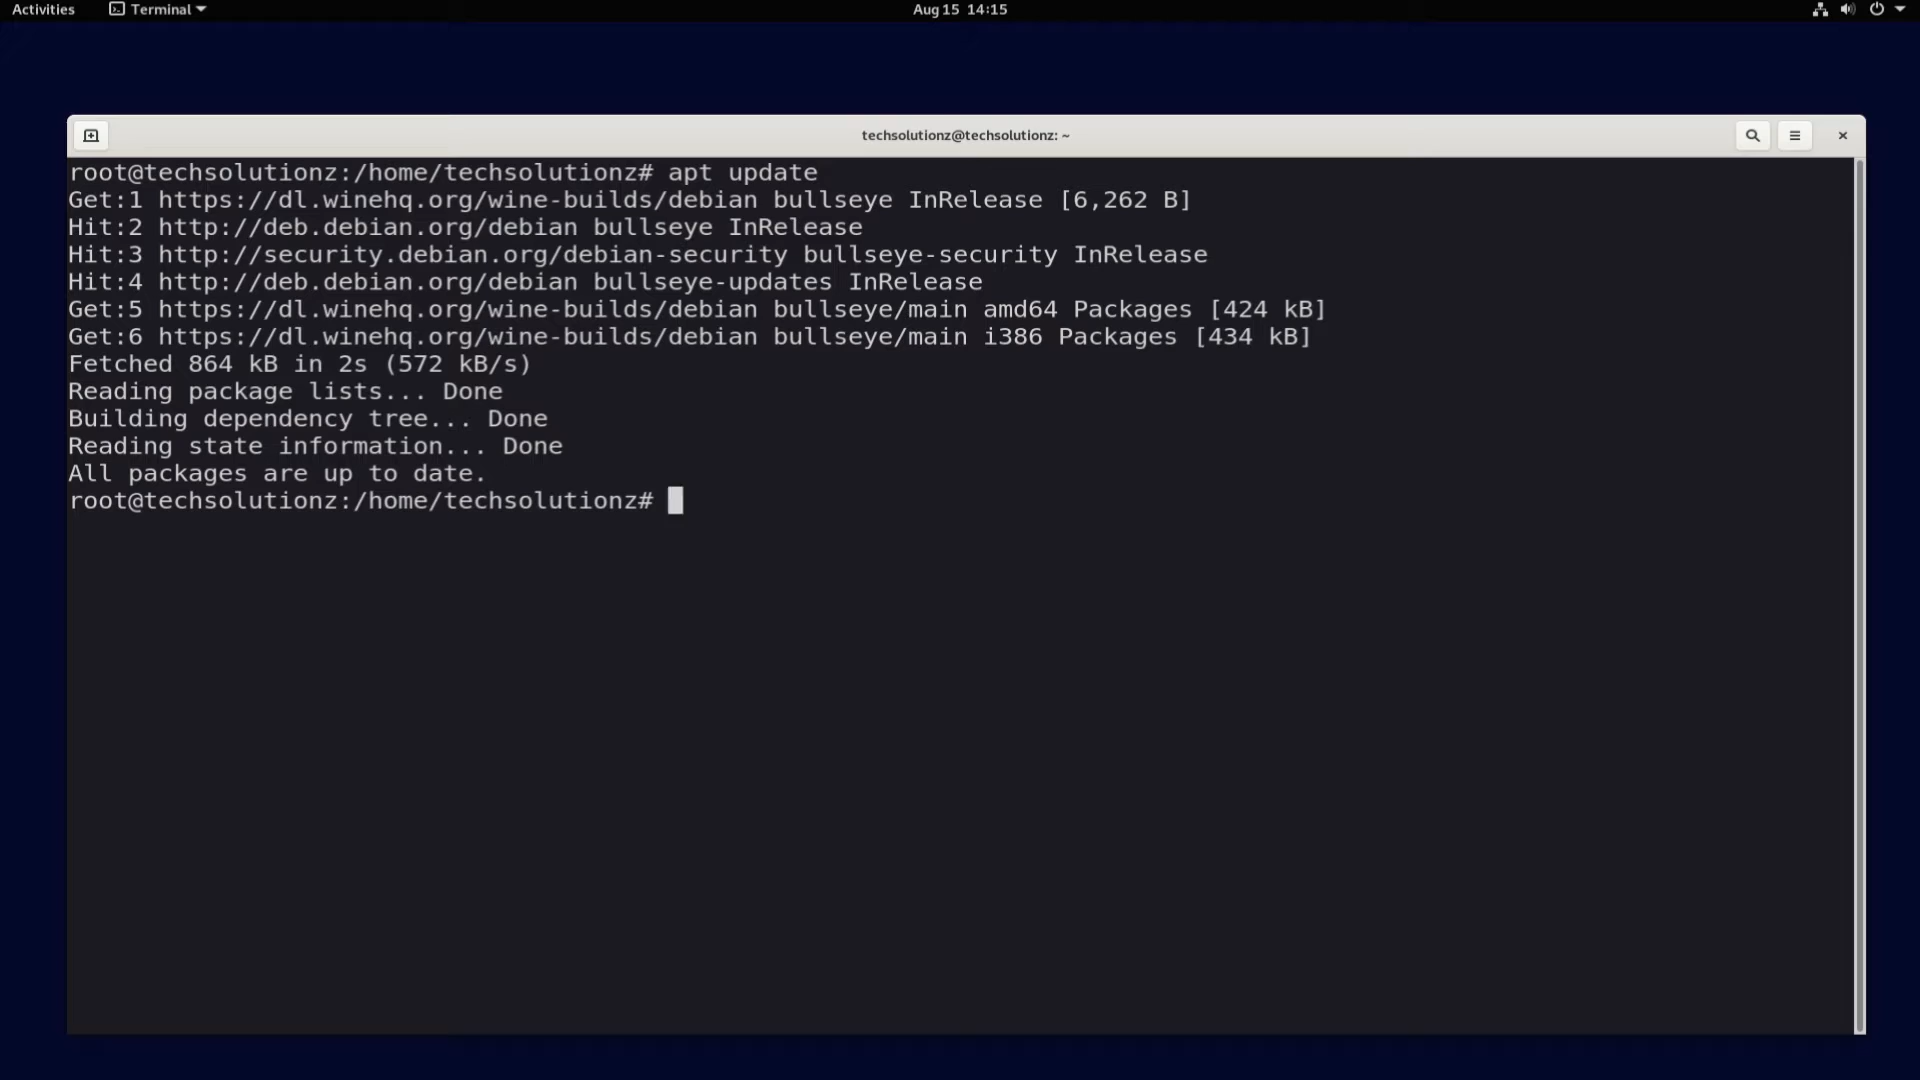 Activities Terminal Aug 15 14:15
techsolutionz@techsolutionz: ~
root@techsolutionz:/home/techsolutionz# apt update
Get:1 https://dl.winehq.org/wine-builds/debian bullseye InRelease [6,262 B]
Hit:2 http://deb.debian.org/debian bullseye InRelease
Hit:3 http://security.debian.org/debian-security bullseye-security InRelease
Hit:4 http://deb.debian.org/debian bullseye-updates InRelease
Get:5 https://dl.winehq.org/wine-builds/debian bullseye/main amd64 Packages [424 kB]
Get:6 https://dl.winehq.org/wine-builds/debian bullseye/main i386 Packages [434 kB]
Fetched 864 kB in 2s (572 kB/s)
Reading package lists... Done
Building dependency tree... Done
Reading state information... Done
All packages are up to date.
root@techsolutionz:/home/techsolutionz#